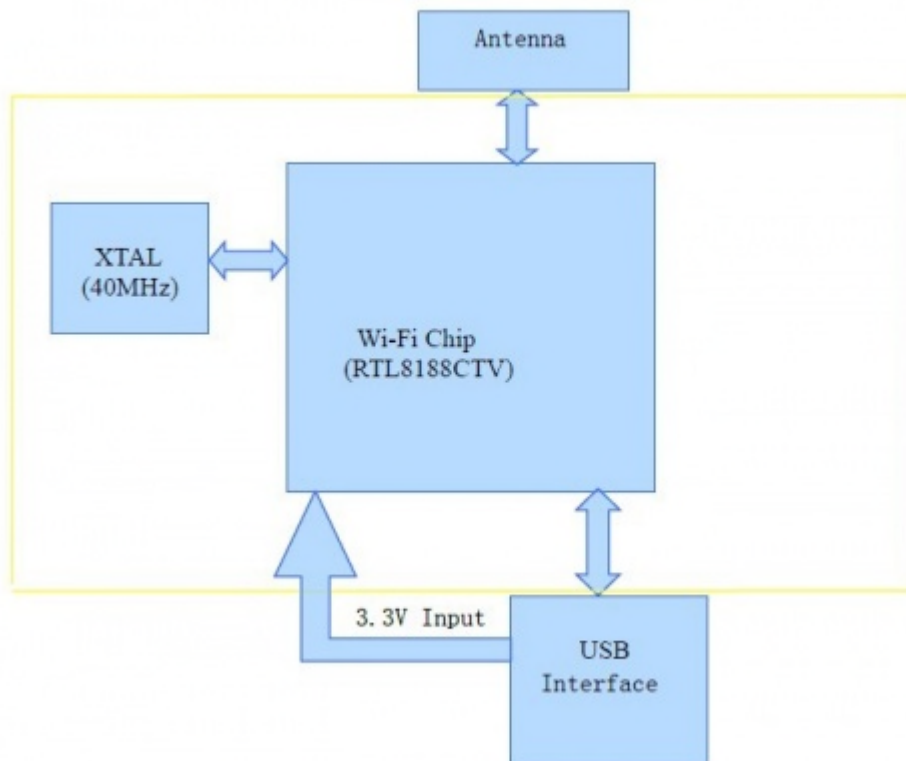 Antenna
XTAL
(40MHz)
Wi-Fi Chip
(RTL8188CTV)
3.3V Input
USB
Interface